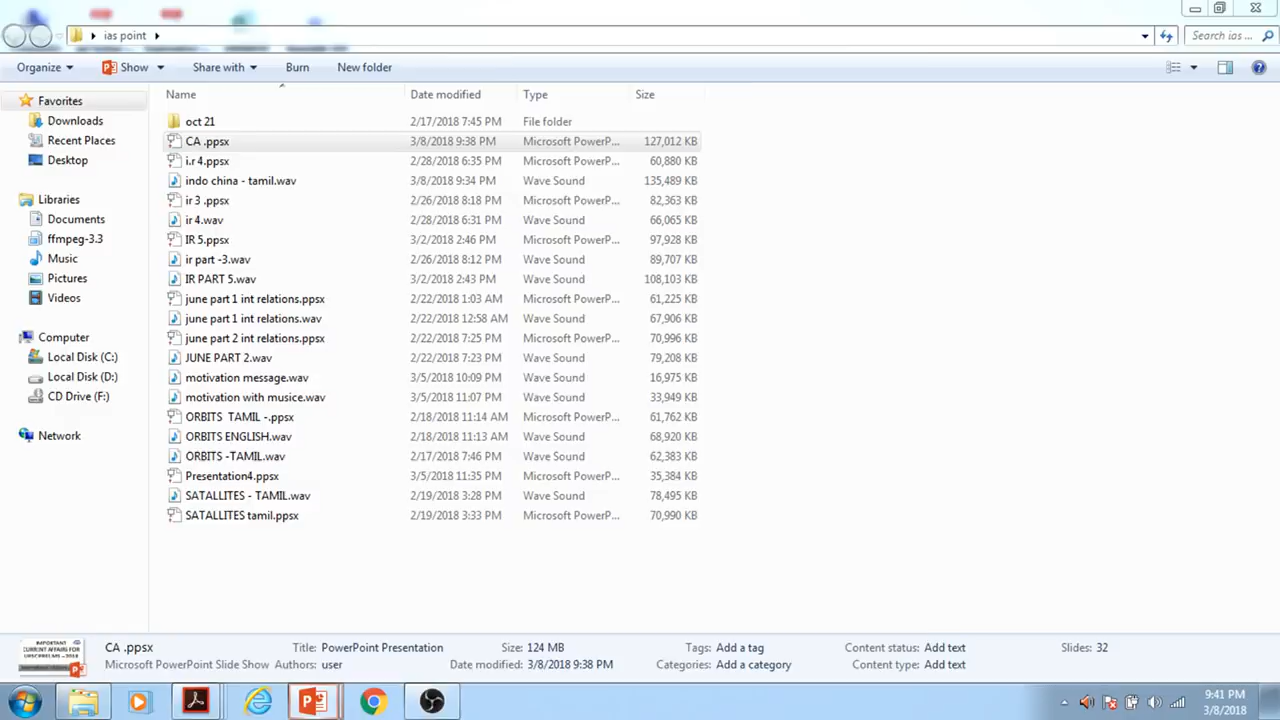 ias point
Search ias ...
Organize
Show
Share with
Burn
New folder
Name
Date modified
Type
Size
Favorites
Downloads
Recent Places
Desktop
Libraries
Documents
ffmpeg-3.3
Music
Pictures
Videos
Computer
Local Disk (C:)
Local Disk (D:)
CD Drive (F:)
Network
oct 21 2/17/2018 7:45 PM File folder
CA .ppsx 3/8/2018 9:38 PM Microsoft PowerP... 127,012 KB
i.r 4.ppsx 2/28/2018 6:35 PM Microsoft PowerP... 60,880 KB
indo china - tamil.wav 3/8/2018 9:34 PM Wave Sound 135,489 KB
ir 3 .ppsx 2/26/2018 8:18 PM Microsoft PowerP... 82,363 KB
ir 4.wav 2/28/2018 6:31 PM Wave Sound 66,065 KB
IR 5.ppsx 3/2/2018 2:46 PM Microsoft PowerP... 97,928 KB
ir part -3.wav 2/26/2018 8:12 PM Wave Sound 89,707 KB
IR PART 5.wav 3/2/2018 2:43 PM Wave Sound 108,103 KB
june part 1 int relations.ppsx 2/22/2018 1:03 AM Microsoft PowerP... 61,225 KB
june part 1 int relations.wav 2/22/2018 12:58 AM Wave Sound 67,906 KB
june part 2 int relations.ppsx 2/22/2018 7:25 PM Microsoft PowerP... 70,996 KB
JUNE PART 2.wav 2/22/2018 7:23 PM Wave Sound 79,208 KB
motivation message.wav 3/5/2018 10:09 PM Wave Sound 16,975 KB
motivation with musice.wav 3/5/2018 11:07 PM Wave Sound 33,949 KB
ORBITS TAMIL -.ppsx 2/18/2018 11:14 AM Microsoft PowerP... 61,762 KB
ORBITS ENGLISH.wav 2/18/2018 11:13 AM Wave Sound 68,920 KB
ORBITS -TAMIL.wav 2/17/2018 7:46 PM Wave Sound 62,383 KB
Presentation4.ppsx 3/5/2018 11:35 PM Microsoft PowerP... 35,384 KB
SATALLITES - TAMIL.wav 2/19/2018 3:28 PM Wave Sound 78,495 KB
SATALLITES tamil.ppsx 2/19/2018 3:33 PM Microsoft PowerP... 70,990 KB
IMPORTANT
CURRENT AFFAIRS FOR
CA .ppsx
Microsoft PowerPoint Slide Show
Title: PowerPoint Presentation
Authors: user
Size: 124 MB
Date modified: 3/8/2018 9:38 PM
Tags: Add a tag
Categories: Add a category
Content status: Add text
Content type: Add text
Slides: 32
9:41 PM
3/8/2018